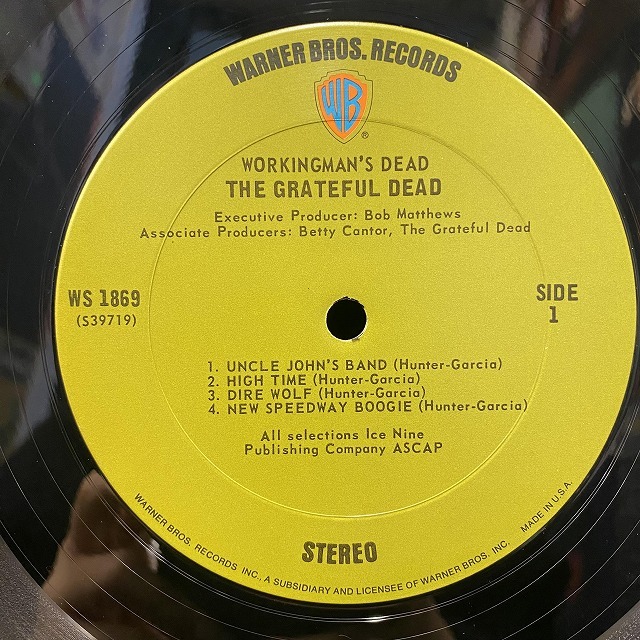 WARNER BROS. RECORDS
WB
®
WORKINGMAN'S DEAD
THE GRATEFUL DEAD
Executive Producer: Bob Matthews
Associate Producers: Betty Cantor, The Grateful Dead
WS 1869
(S39719)
SIDE
1
1. UNCLE JOHN'S BAND (Hunter-Garcia)
2. HIGH TIME (Hunter-Garcia)
3. DIRE WOLF (Hunter-Garcia)
4. NEW SPEEDWAY BOOGIE (Hunter-Garcia)
All selections Ice Nine
Publishing Company ASCAP
STEREO
WARNER BROS. RECORDS INC., A SUBSIDIARY AND LICENSEE OF WARNER BROS. INC. MADE IN U.S.A.